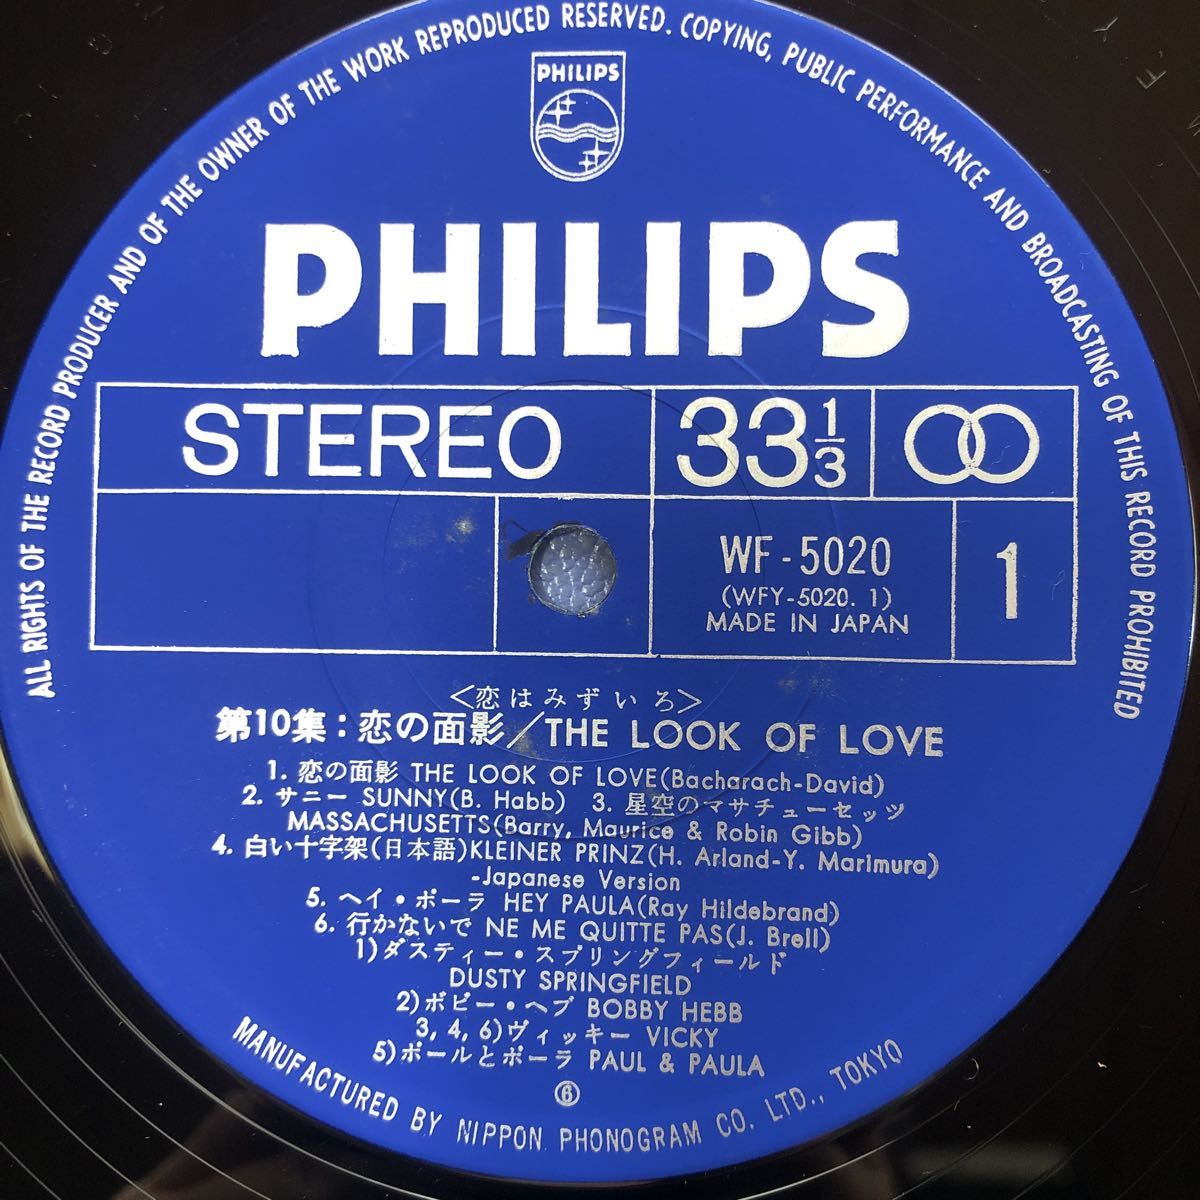 ALL RIGHTS OF THE RECORD PRODUCER AND OF THE OWNER OF THE WORK REPRODUCED RESERVED. COPYING, PUBLIC PERFORMANCE AND BROADCASTING OF THIS RECORD PROHIBITED
PHILIPS
PHILIPS
STEREO
33 1/3
WF-5020
(WFY-5020. 1)
MADE IN JAPAN
1
<恋はみずいろ>
第10集:恋の面影/THE LOOK OF LOVE
1. 恋の面影 THE LOOK OF LOVE(Bacharach-David)
2. サニー SUNNY(B. Habb) 3. 星空のマサチューセッツ
MASSACHUSETTS(Barry, Maurice & Robin Gibb)
4. 白い十字架(日本語)KLEINER PRINZ(H. Arland-Y. Marimura)
-Japanese Version
5. ヘイ・ポーラ HEY PAULA(Ray Hildebrand)
6. 行かないで NE ME QUITTE PAS(J. Brell)
1)ダスティー・スプリングフィールド
DUSTY SPRINGFIELD
2)ボビー・ヘブ BOBBY HEBB
3, 4, 6)ヴィッキー VICKY
5)ポールとポーラ PAUL & PAULA
⑥
MANUFACTURED BY NIPPON PHONOGRAM CO. LTD., TOKYO